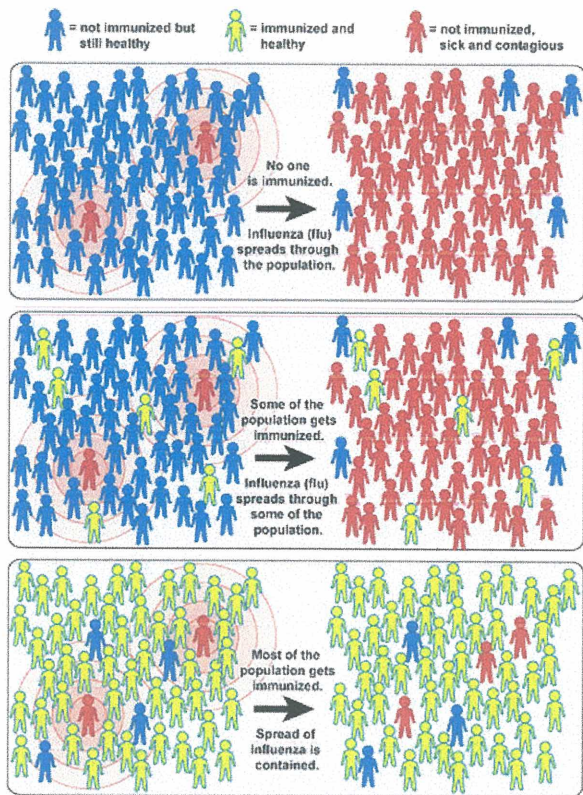 = not immunized but
still healthy
= immunized and
healthy
= not immunized,
sick and contagious
No one
is immunized.
Influenza (flu)
spreads through
the population.
Some of the
population gets
immunized.
Influenza (flu)
spreads through
some of the
population.
Most of the
population gets
immunized.
Spread of
influenza is
contained.